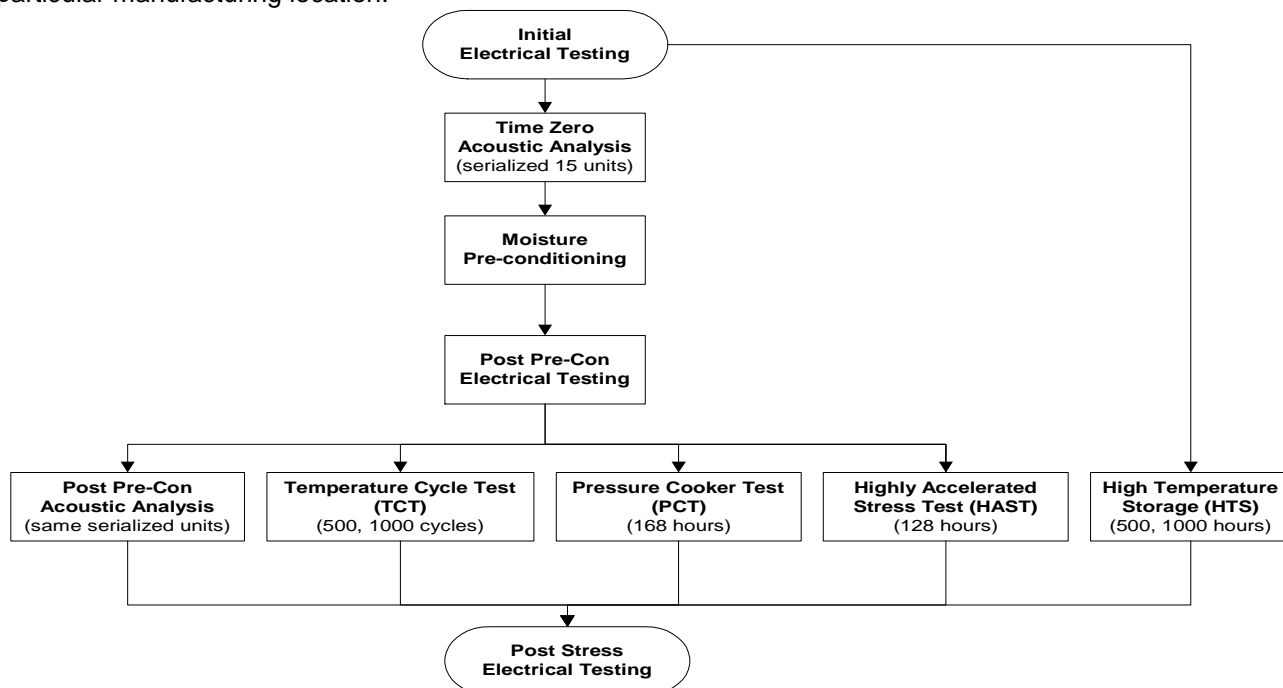 particular manufacturing location.
Initial
Electrical Testing
Time Zero
Acoustic Analysis
(serialized 15 units)
Moisture
Pre-conditioning
Post Pre-Con
Electrical Testing
Post Pre-Con
Acoustic Analysis
(same serialized units)
Temperature Cycle Test
(TCT)
(500, 1000 cycles)
Pressure Cooker Test
(PCT)
(168 hours)
Highly Accelerated
Stress Test (HAST)
(128 hours)
High Temperature
Storage (HTS)
(500, 1000 hours)
Post Stress
Electrical Testing